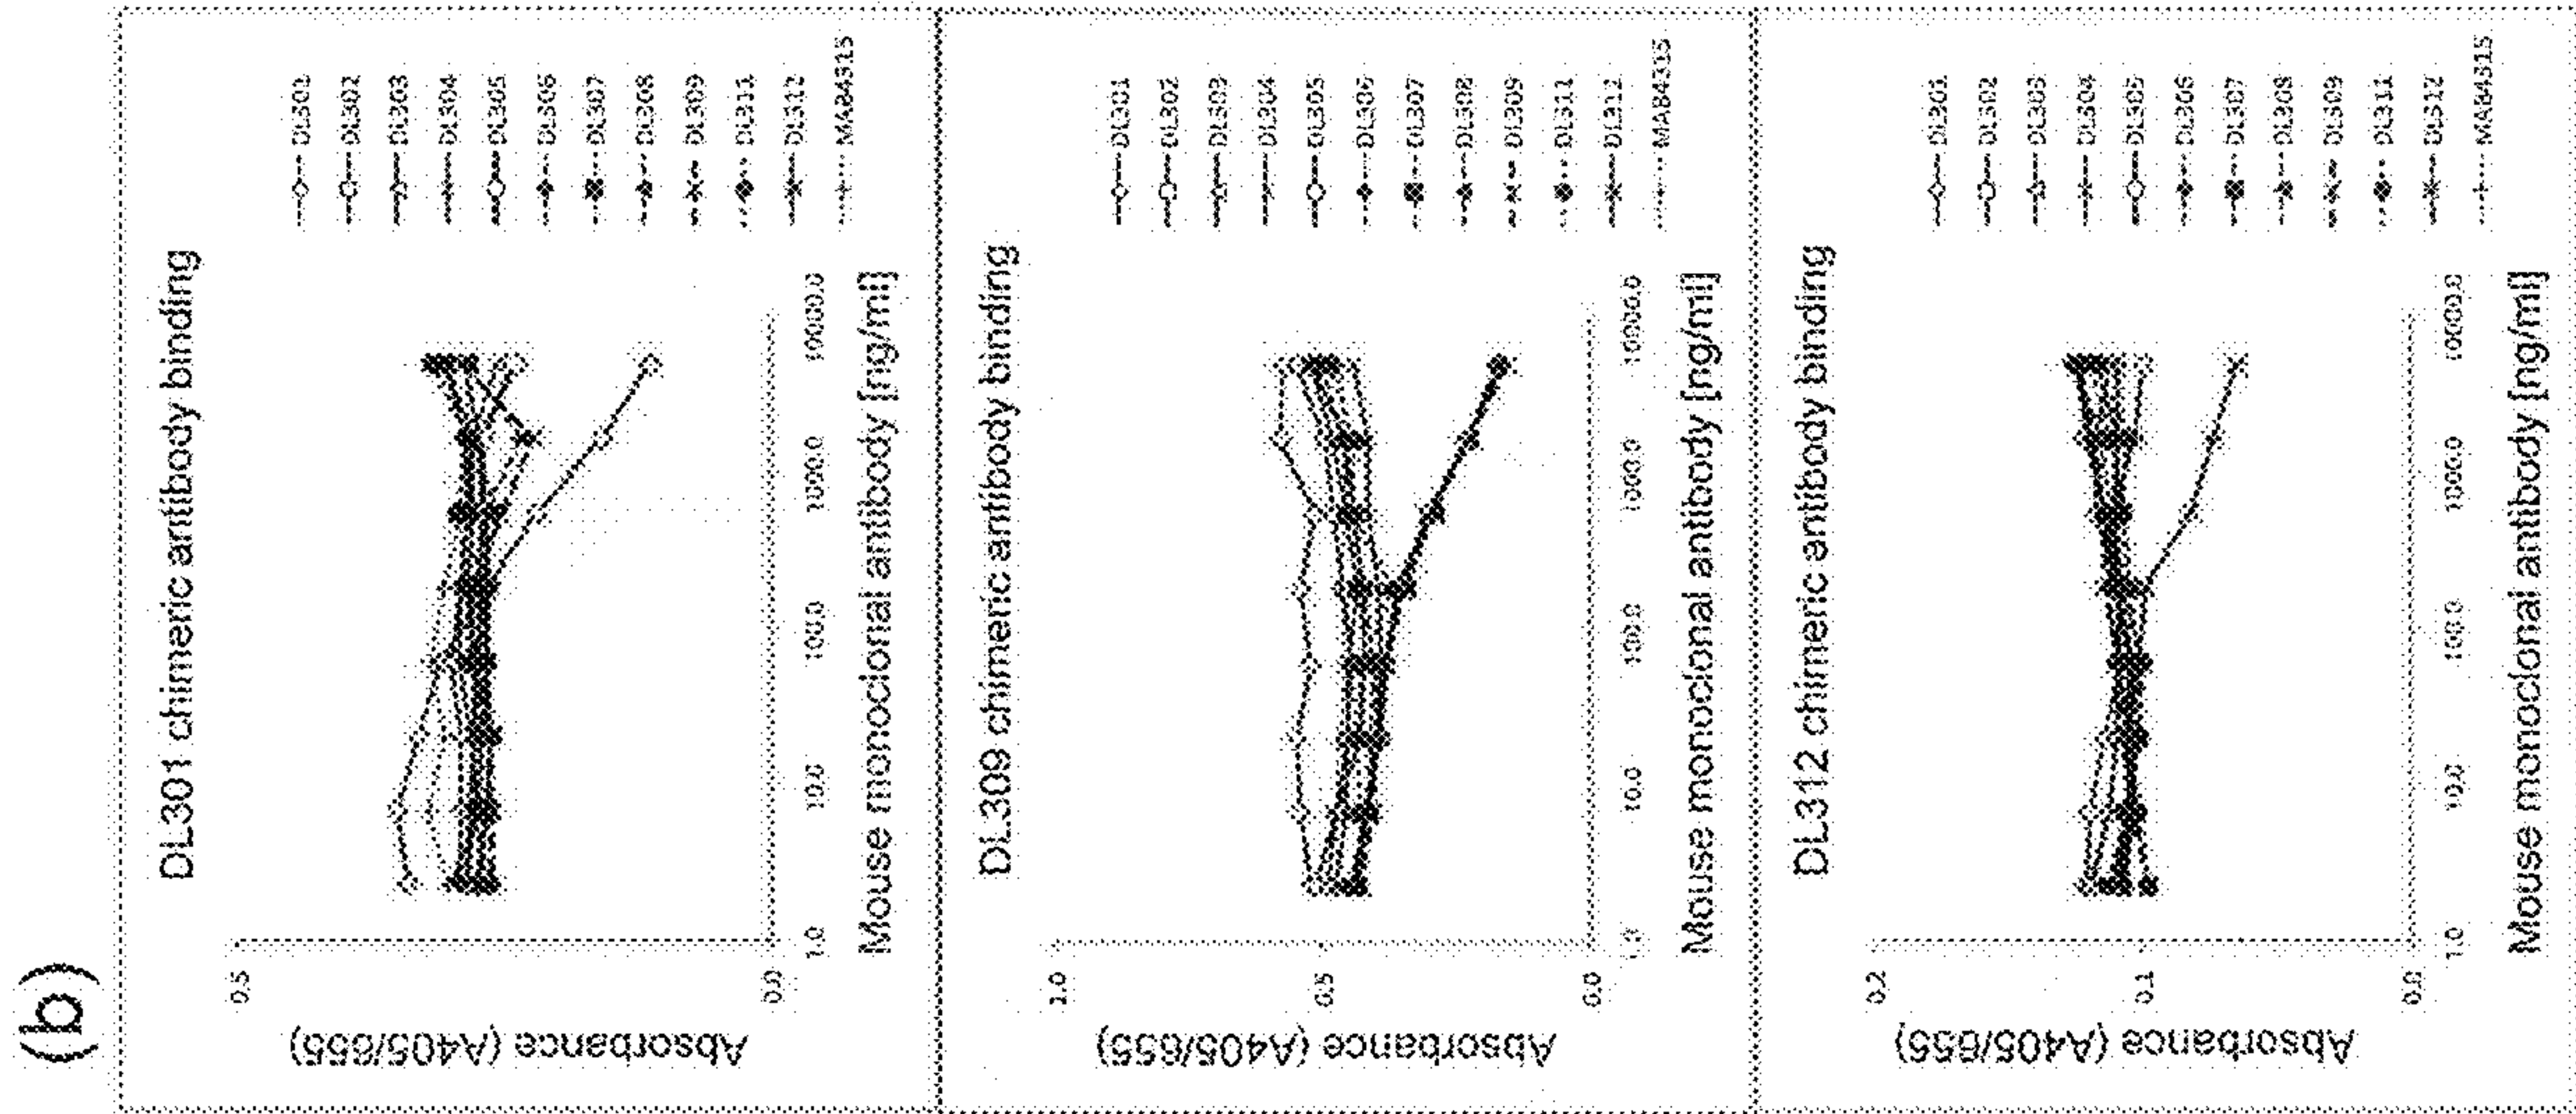 (b)
DL301 chimeric antibody binding
Absorbance (A405/655)
0.5
0.0
1.0
10.0
100.0
1000.0
10000.0
Mouse monoclonal antibody [ng/ml]
DL301
DL302
DL303
DL304
DL305
DL306
DL307
DL308
DL309
DL311
DL312
MAB4315
DL309 chimeric antibody binding
Absorbance (A405/655)
1.0
0.5
0.0
1.0
10.0
100.0
1000.0
10000.0
Mouse monoclonal antibody [ng/ml]
DL301
DL302
DL303
DL304
DL305
DL306
DL307
DL308
DL309
DL311
DL312
MAB4315
DL312 chimeric antibody binding
Absorbance (A405/655)
0.2
0.1
0.0
1.0
10.0
100.0
1000.0
10000.0
Mouse monoclonal antibody [ng/ml]
DL301
DL302
DL303
DL304
DL305
DL306
DL307
DL308
DL309
DL311
DL312
MAB4315